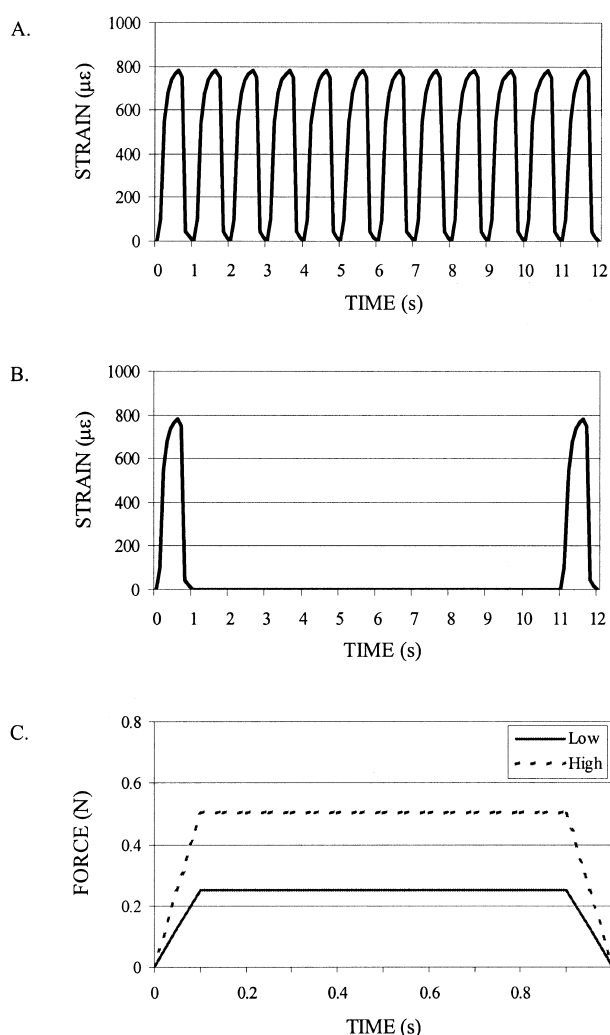 A.
STRAIN (με)
1000
800
600
400
200
0
0 1 2 3 4 5 6 7 8 9 10 11 12
TIME (s)
B.
STRAIN (με)
1000
800
600
400
200
0
0 1 2 3 4 5 6 7 8 9 10 11 12
TIME (s)
C.
FORCE (N)
0.8
0.6
0.4
0.2
0
Low
High
0 0.2 0.4 0.6 0.8
TIME (s)